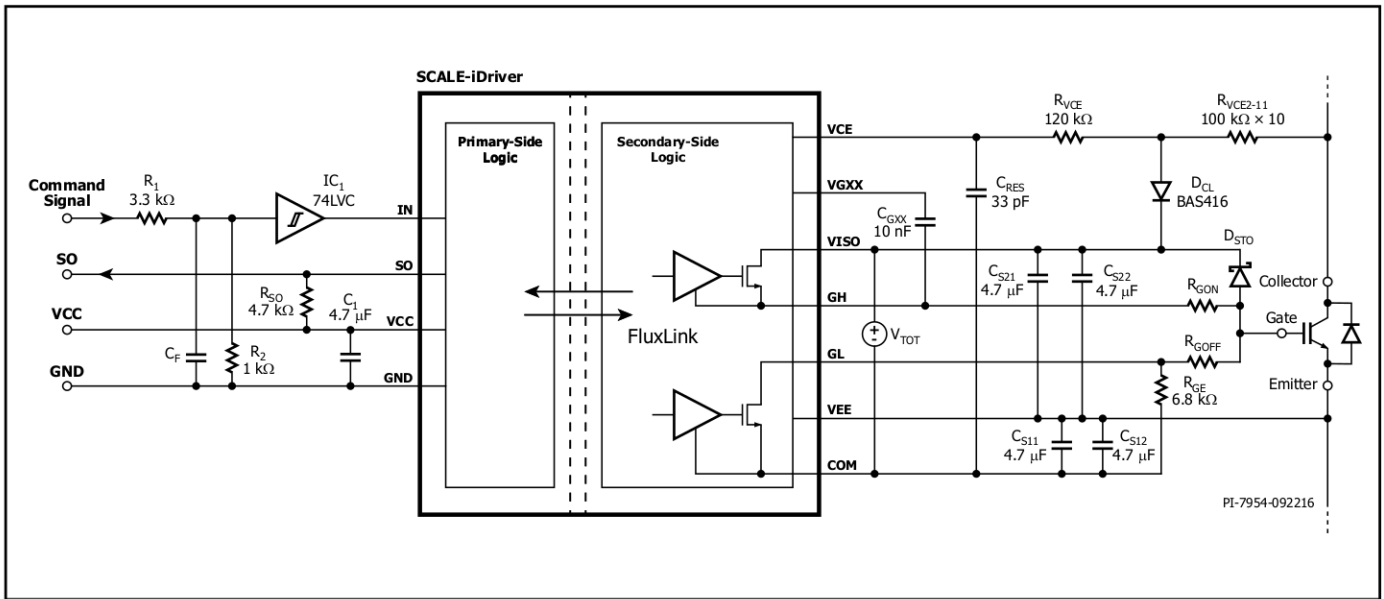 SCALE-iDriver
Primary-Side
Logic
Secondary-Side
Logic
Command
Signal
R1
3.3 kΩ
IC1
74LVC
IN
SO
SO
RSO
4.7 kΩ
C1
4.7 μF
VCC
VCC
CF
R2
1 kΩ
GND
GND
FluxLink
VCE
RVCE
120 kΩ
RVCE2-11
100 kΩ × 10
VGXX
CRES
33 pF
DCL
BAS416
CGXX
10 nF
VISO
DSTO
CS21
4.7 μF
CS22
4.7 μF
RGON
Collector
GH
VTOT
Gate
RGOFF
GL
RGE
6.8 kΩ
Emitter
VEE
CS11
4.7 μF
CS12
4.7 μF
COM
PI-7954-092216